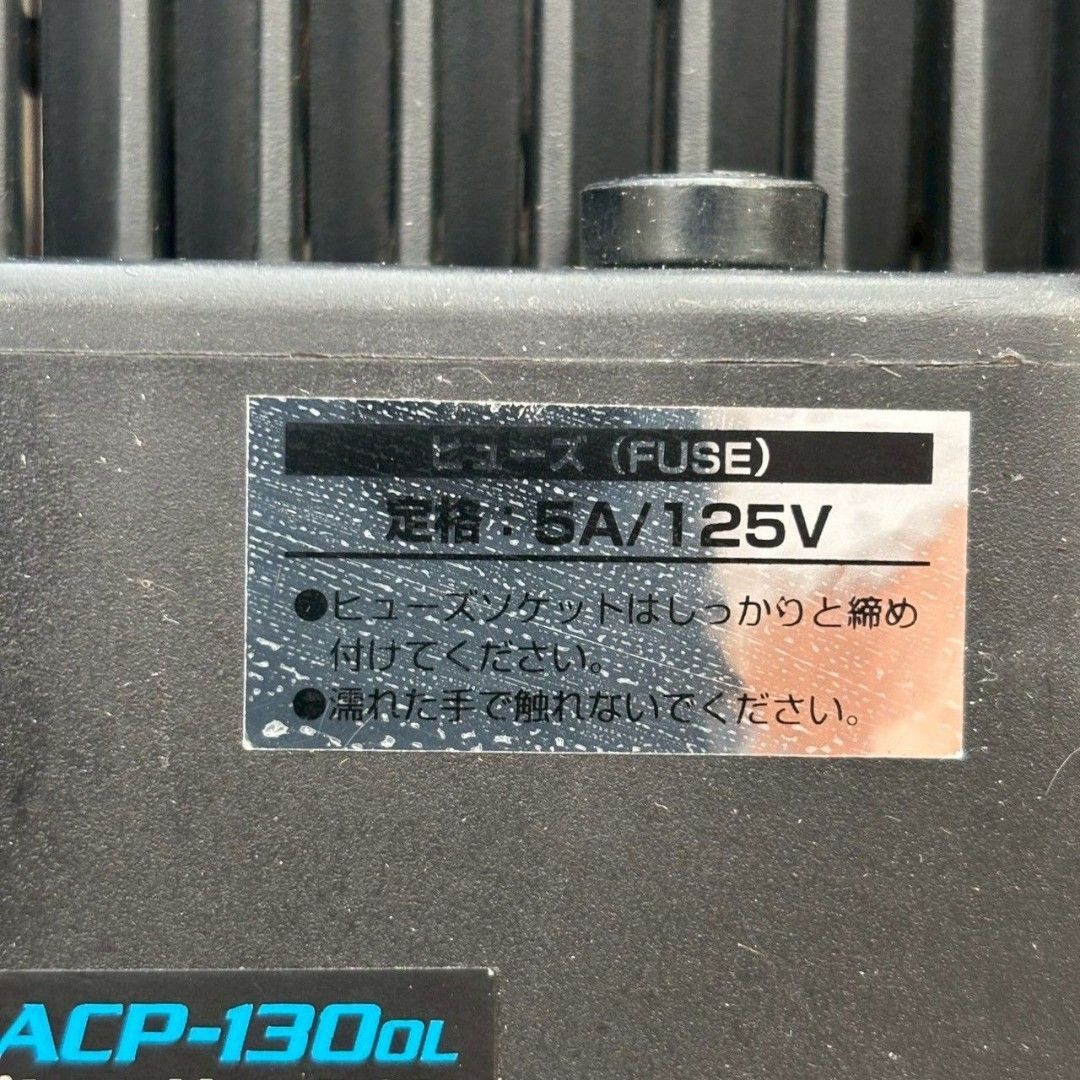 ヒューズ（FUSE）
定格：5A/125V
●ヒューズソケットはしっかりと締め
付けてください。
●濡れた手で触れないでください。
ACP-1300L